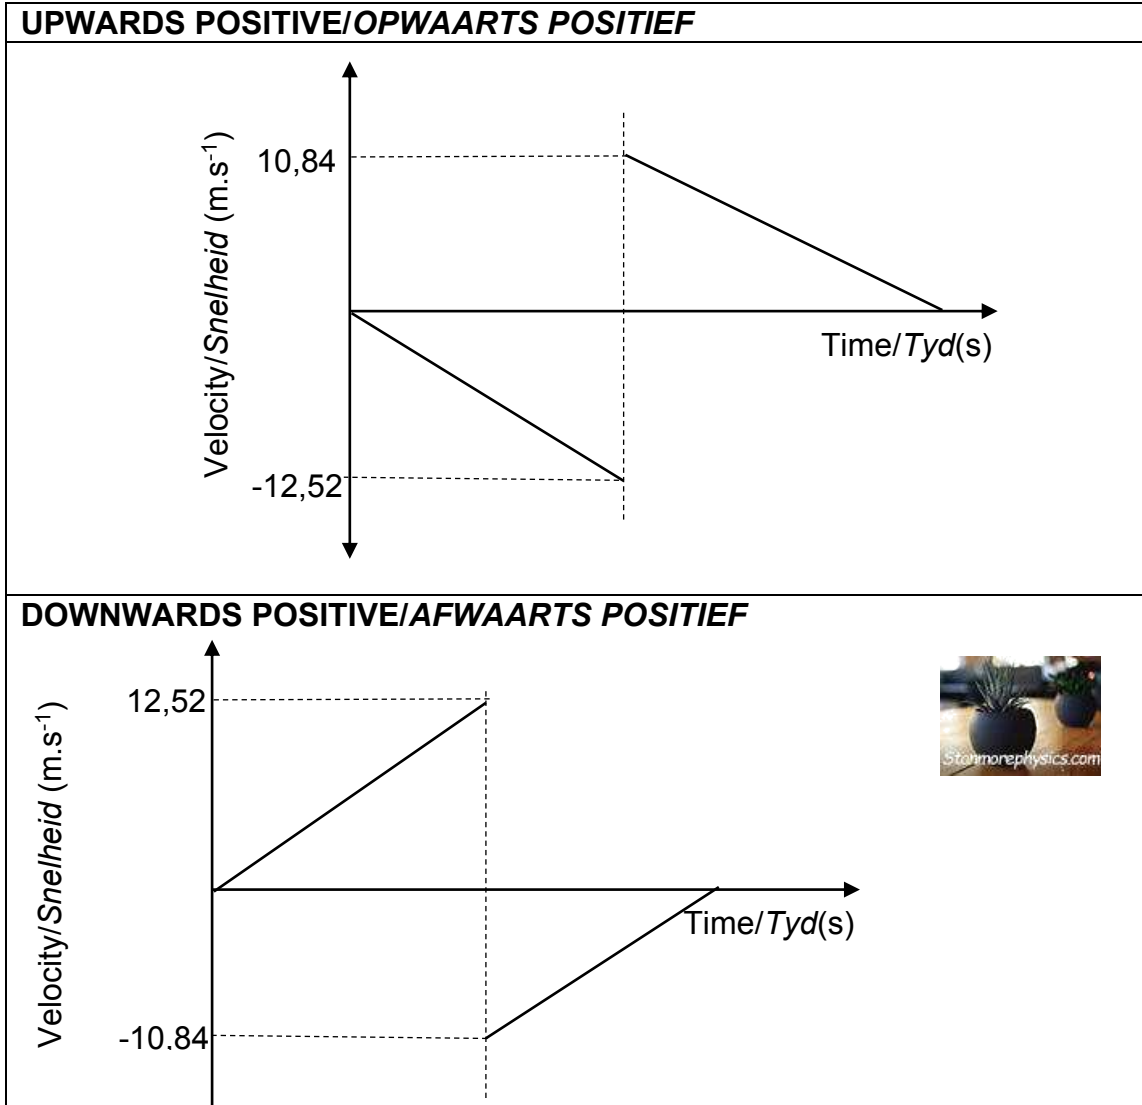 UPWARDS POSITIVE/OPWAARTS POSITIEF
10,84
Velocity/Snelheid (m.s-1)
Time/Tyd(s)
-12,52
DOWNWARDS POSITIVE/AFWAARTS POSITIEF
12,52
Stanmorephysics.com
Velocity/Snelheid (m.s-1)
Time/Tyd(s)
-10,84